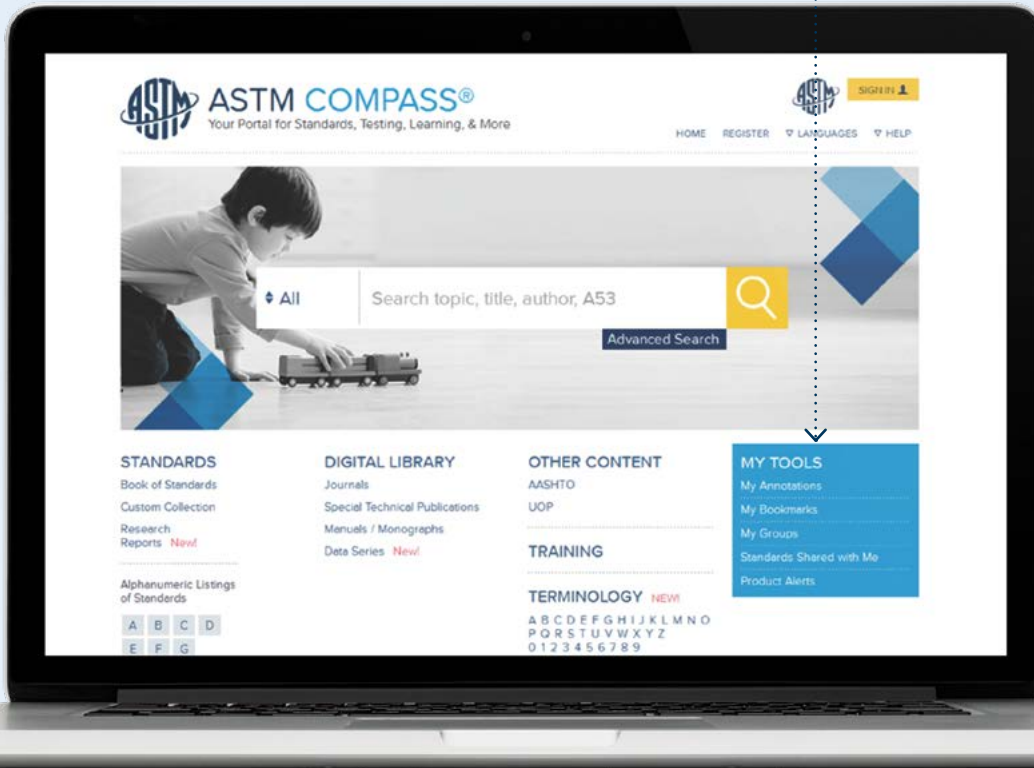 ASTM
ASTM COMPASS®
Your Portal for Standards, Testing, Learning, & More
ASTM
SIGN IN
HOME REGISTER ▽ LANGUAGES ▽ HELP
All
Search topic, title, author, A53
Advanced Search
STANDARDS
Book of Standards
Custom Collection
Research
Reports New!
Alphanumeric Listings
of Standards
A B C D
E F G
DIGITAL LIBRARY
Journals
Special Technical Publications
Manuals / Monographs
Data Series New!
OTHER CONTENT
AASHTO
UOP
TRAINING
TERMINOLOGY NEW!
A B C D E F G H I J K L M N O
P Q R S T U V W X Y Z
0 1 2 3 4 5 6 7 8 9
MY TOOLS
My Annotations
My Bookmarks
My Groups
Standards Shared with Me
Product Alerts